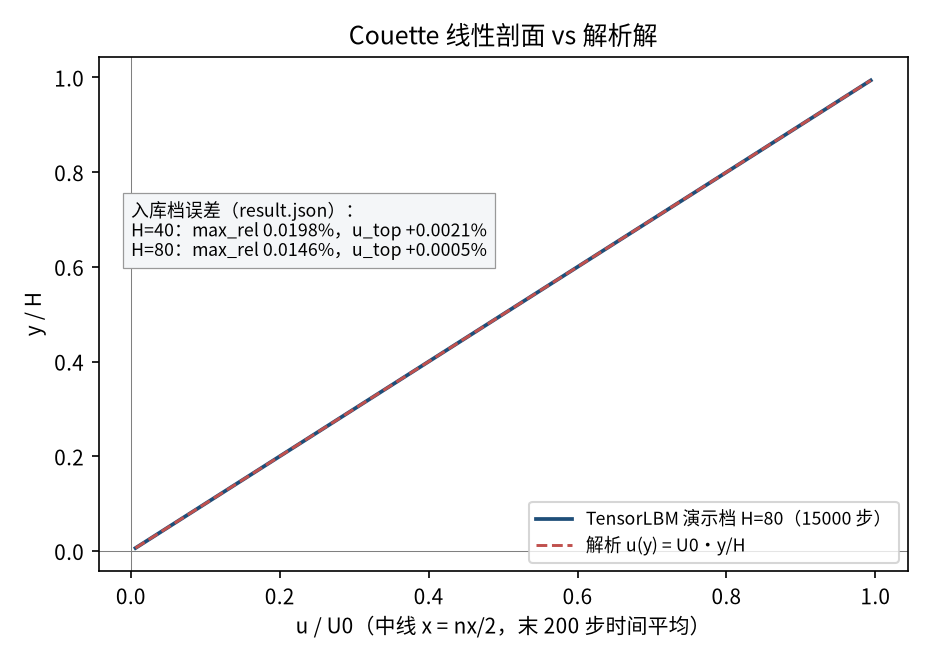 Couette 线性剖面 vs 解析解
y / H
1.0
0.8
0.6
0.4
0.2
0.0
入库档误差（result.json）：
H=40：max_rel 0.0198%，u_top +0.0021%
H=80：max_rel 0.0146%，u_top +0.0005%
TensorLBM 演示档 H=80（15000 步）
解析 u(y) = U0·y/H
0.0 0.2 0.4 0.6 0.8 1.0
u / U0（中线 x = nx/2，末 200 步时间平均）